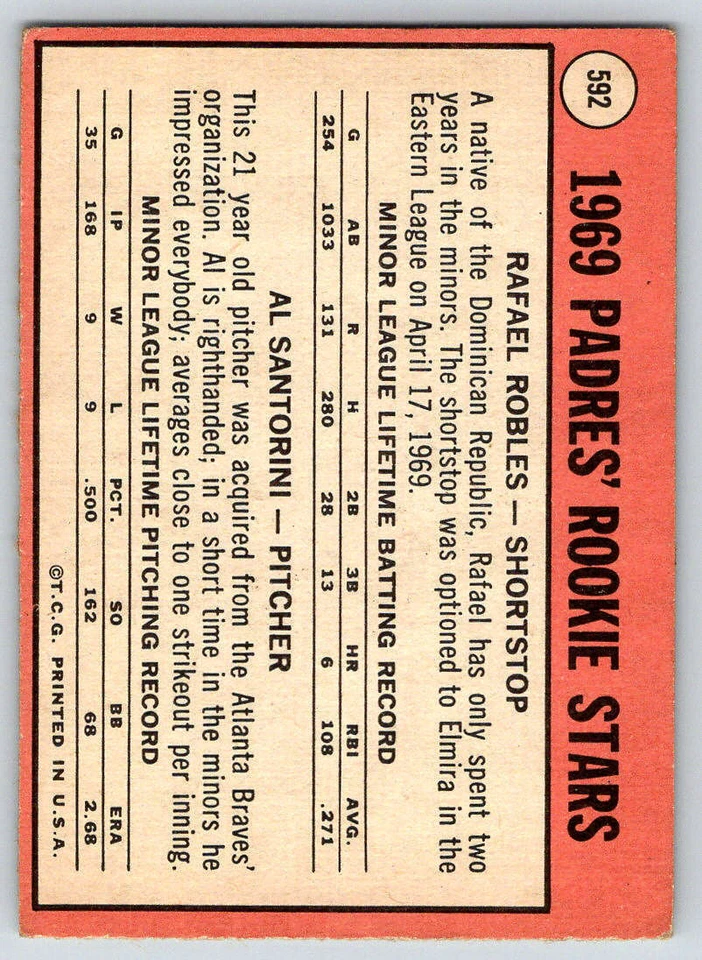 592
1969 PADRES' ROOKIE STARS
RAFAEL ROBLES — SHORTSTOP
A native of the Dominican Republic, Rafael has only spent two
years in the minors. The shortstop was optioned to Elmira in the
Eastern League on April 17, 1969.
MINOR LEAGUE LIFETIME BATTING RECORD
G AB R H 2B 3B HR RBI AVG.
254 1033 131 280 28 13 6 108 .271
AL SANTORINI — PITCHER
This 21 year old pitcher was acquired from the Atlanta Braves'
organization. Al is righthanded; in a short time in the minors he
impressed everybody; averages close to one strikeout per inning.
MINOR LEAGUE LIFETIME PITCHING RECORD
G IP W L PCT. SO BB ERA
35 168 9 9 .500 162 68 2.68
©T.C.G. PRINTED IN U.S.A.